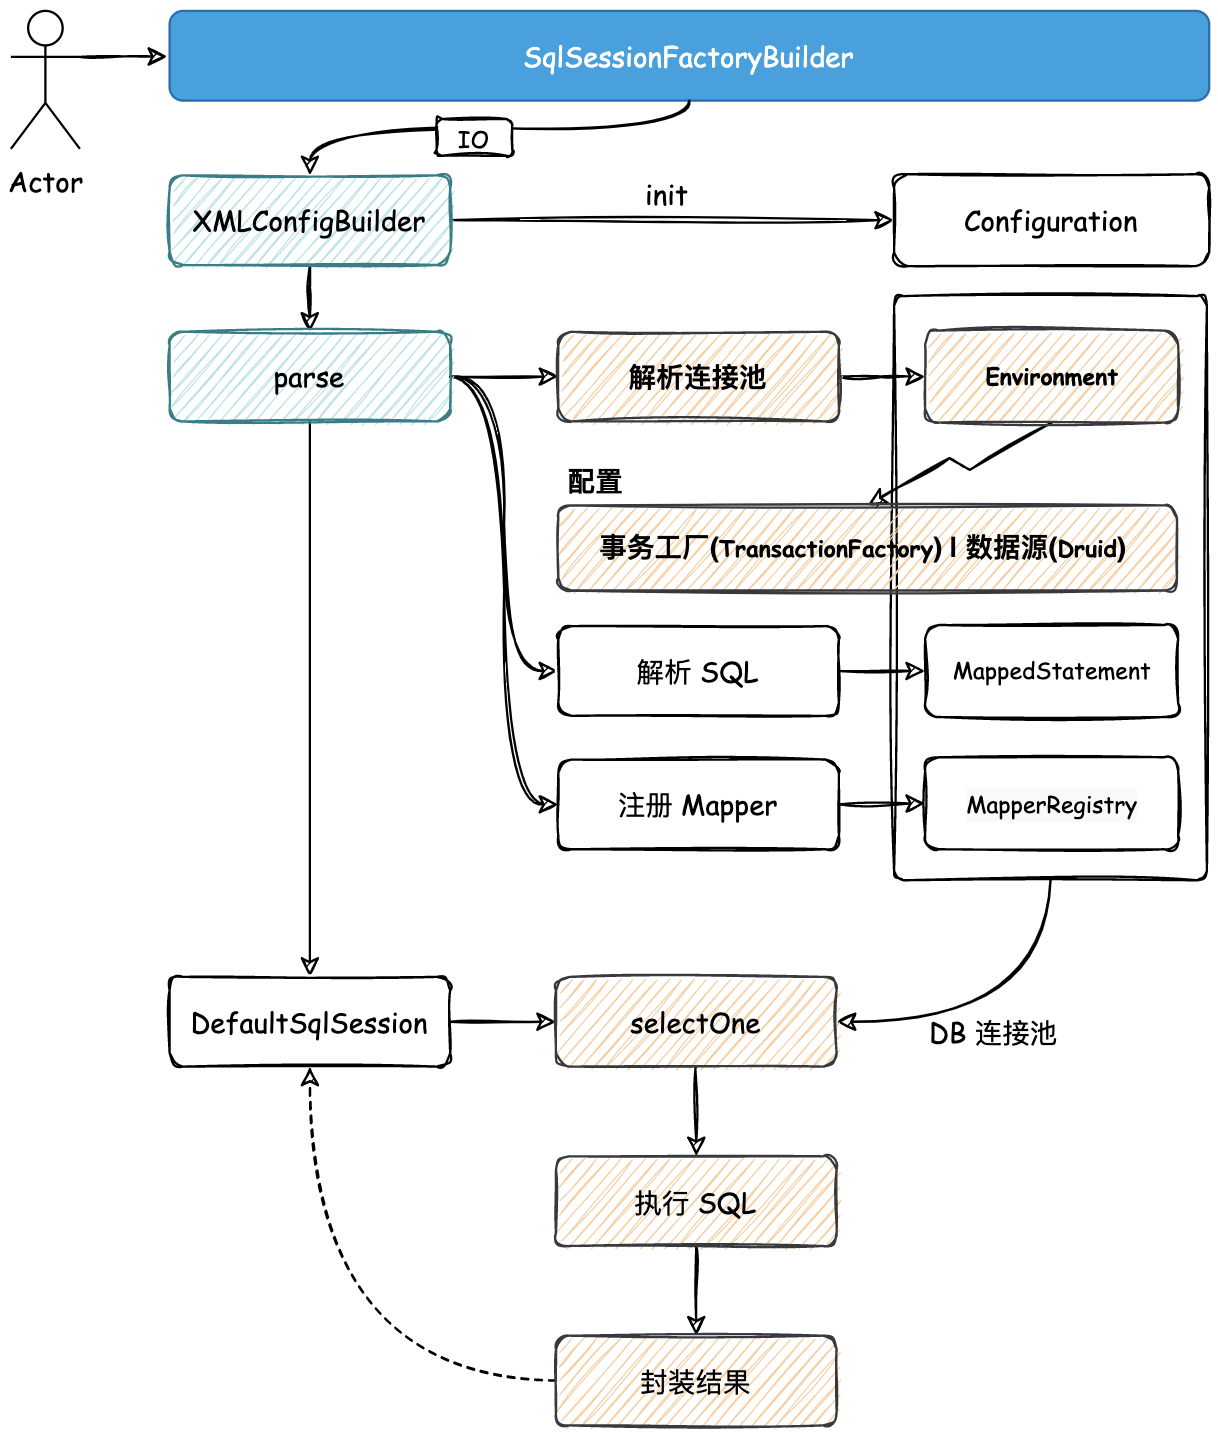 SqlSessionFactoryBuilder
IO
Actor
XMLConfigBuilder
init
Configuration
parse
解析连接池
Environment
配置
事务工厂(TransactionFactory) | 数据源(Druid)
解析 SQL
MappedStatement
注册 Mapper
MapperRegistry
DefaultSqlSession
selectOne
DB 连接池
执行 SQL
封装结果